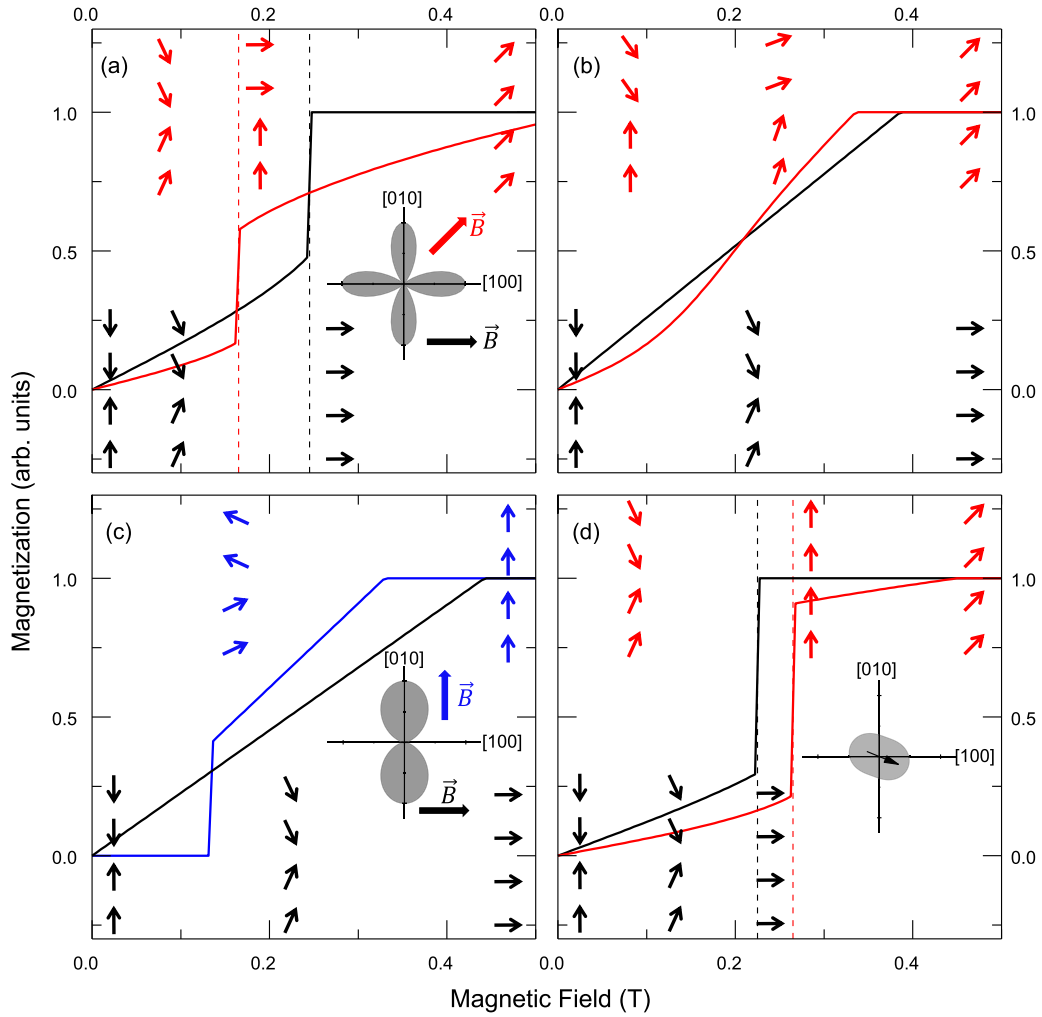 0.0 0.2 0.4 0.0 0.2 0.4
(a) (b)
1.0 1.0
[010]
B
0.5 0.5
[100]
B
0.0 0.0
Magnetization (arb. units)
(c) (d)
1.0 1.0
[010] [010]
B
0.5 0.5
[100] [100]
B
0.0 0.0
0.0 0.2 0.4 0.0 0.2 0.4
Magnetic Field (T)